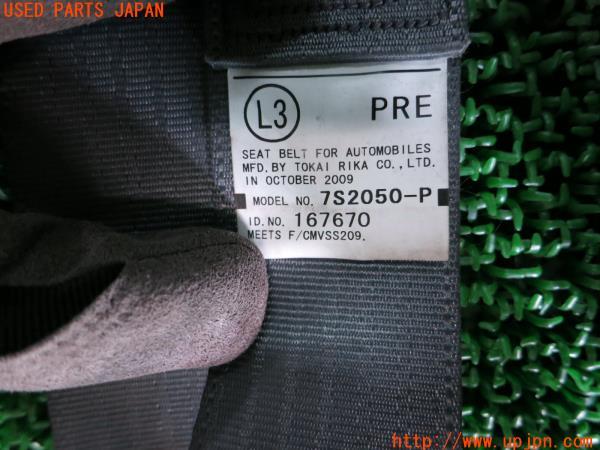 USED PARTS JAPAN
L3 PRE
SEAT BELT FOR AUTOMOBILES
MFD. BY TOKAI RIKA CO., LTD.
IN OCTOBER 2009
MODEL NO. 7S2050-P
ID. NO. 167670
MEETS F/CMVSS209.
http://www.upjpn.com/